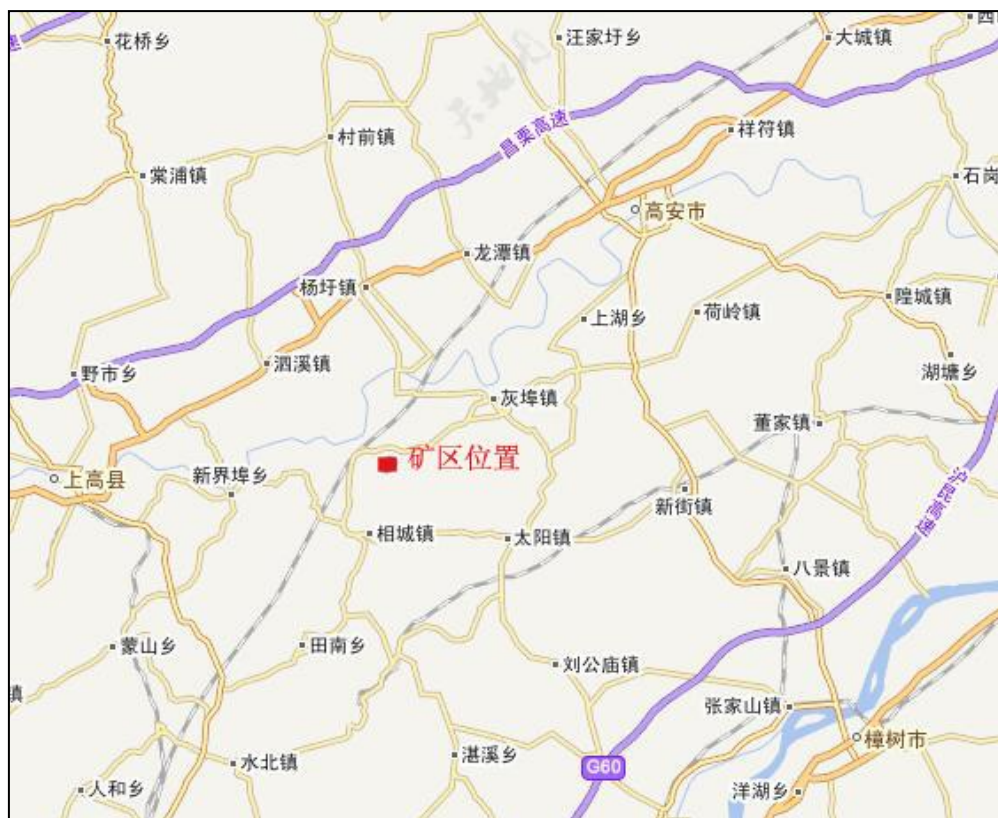 花桥乡
汪家圩乡
大城镇
西
速
天地图
昌栗高速
村前镇
祥符镇
棠浦镇
石岗
高安市
龙潭镇
杨圩镇
隍城镇
上湖乡
荷岭镇
泗溪镇
野市乡
湖塘乡
灰埠镇
董家镇
矿区位置
上高县
新界埠乡
新街镇
沪昆高速
相城镇
太阳镇
八景镇
蒙山乡
田南乡
刘公庙镇
镇
张家山镇
樟树市
湛溪乡
水北镇
G60
人和乡
洋湖乡